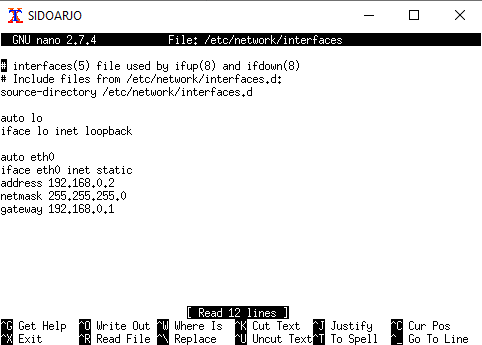 SIDOARJO
GNU nano 2.7.4 File: /etc/network/interfaces
# interfaces(5) file used by ifup(8) and ifdown(8)
# Include files from /etc/network/interfaces.d:
source-directory /etc/network/interfaces.d
auto lo
iface lo inet loopback
auto eth0
iface eth0 inet static
address 192.168.0.2
netmask 255.255.255.0
gateway 192.168.0.1
[ Read 12 lines ]
^G Get Help ^O Write Out ^W Where Is ^K Cut Text ^J Justify ^C Cur Pos
^X Exit ^R Read File ^\ Replace ^U Uncut Text ^T To Spell ^_ Go To Line